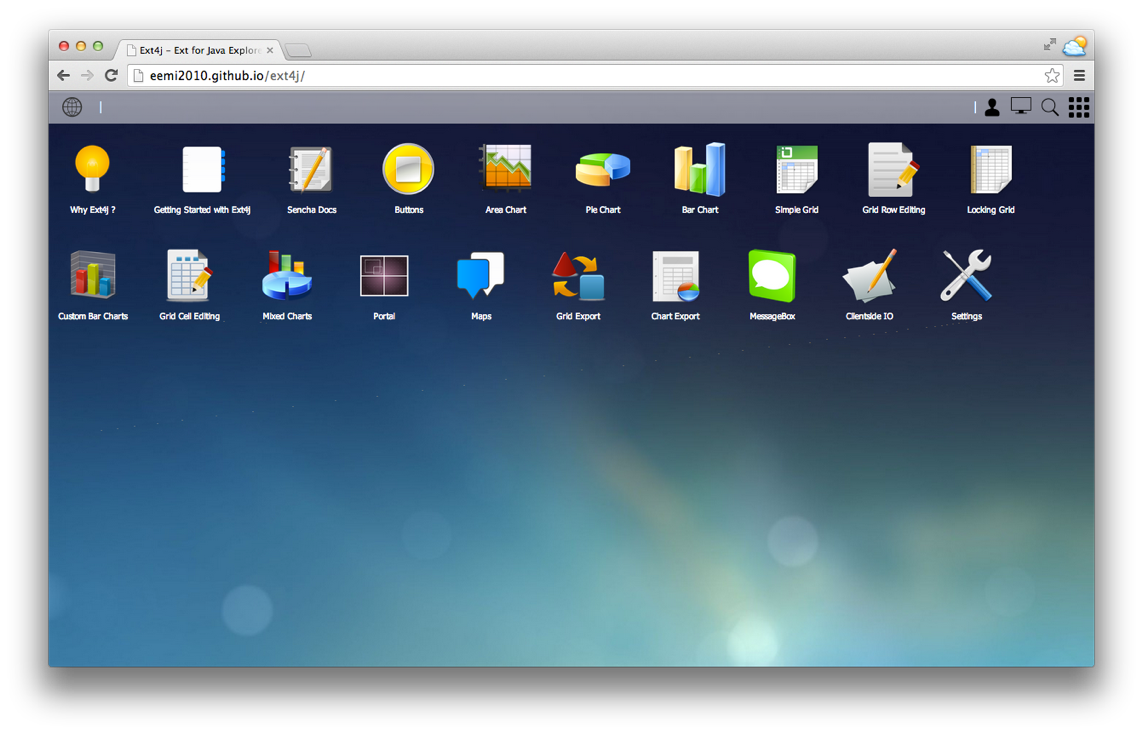 Ext4j – Ext for Java Explore
eemi2010.github.io/ext4j/
Why Ext4j ?
Getting Started with Ext4j
Sencha Docs
Buttons
Area Chart
Pie Chart
Bar Chart
Simple Grid
Grid Row Editing
Locking Grid
Custom Bar Charts
Grid Cell Editing
Mixed Charts
Portal
Maps
Grid Export
Chart Export
MessageBox
Clientside IO
Settings